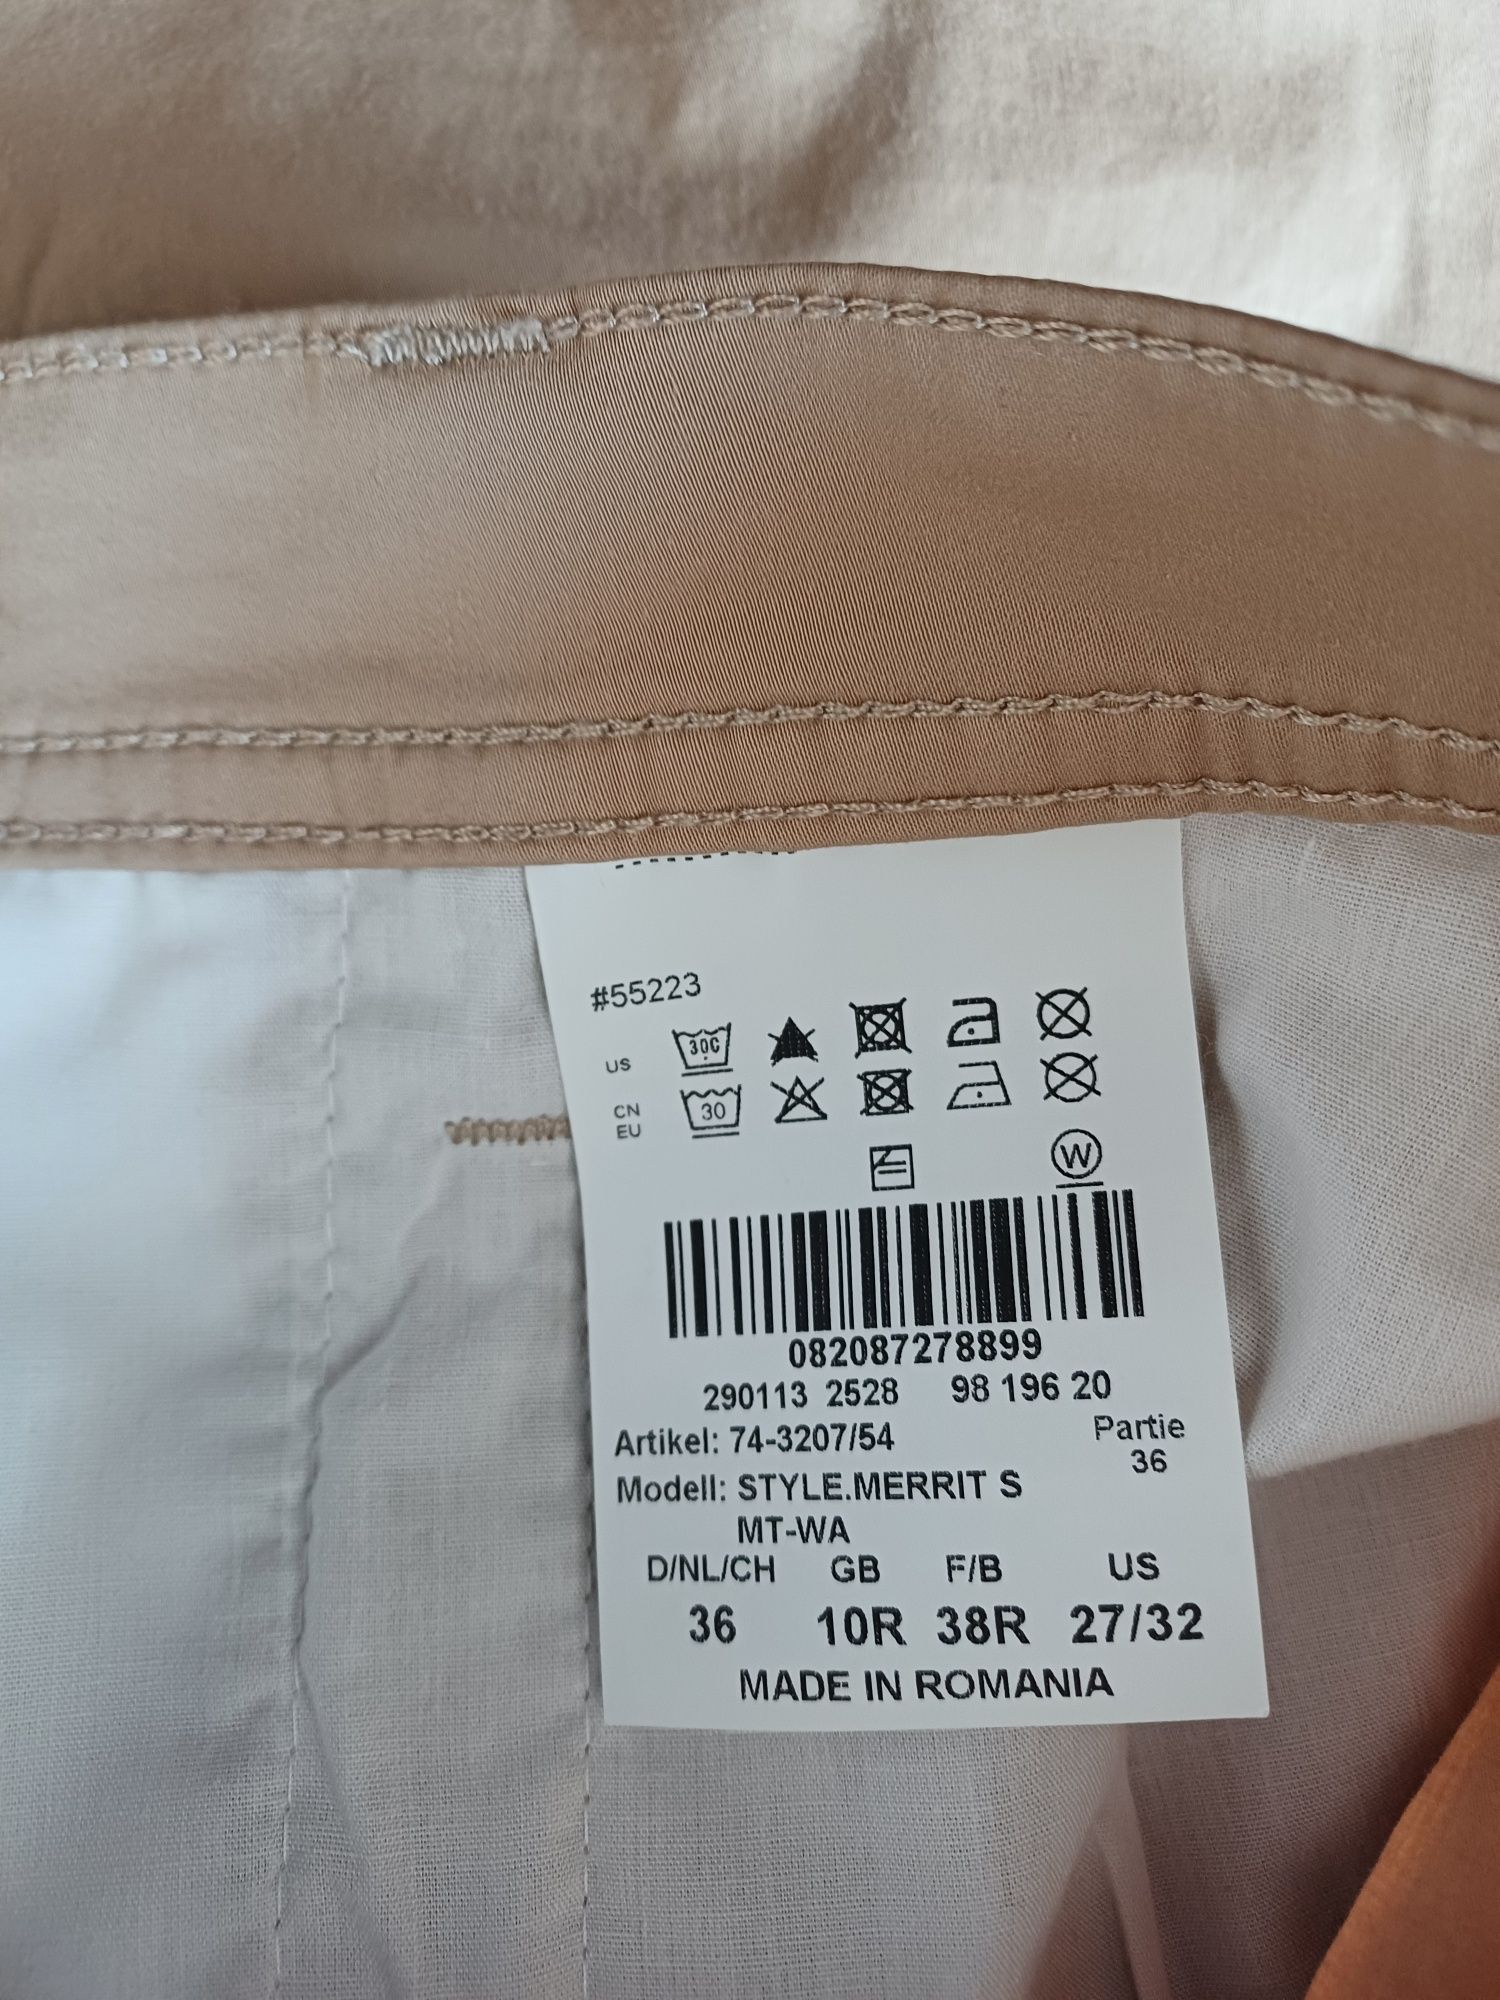 #55223
US 30C
CN
EU 30
W
082087278899
290113 2528 98 196 20
Artikel: 74-3207/54 Partie
36
Modell: STYLE.MERRIT S
MT-WA
D/NL/CH GB F/B US
36 10R 38R 27/32
MADE IN ROMANIA